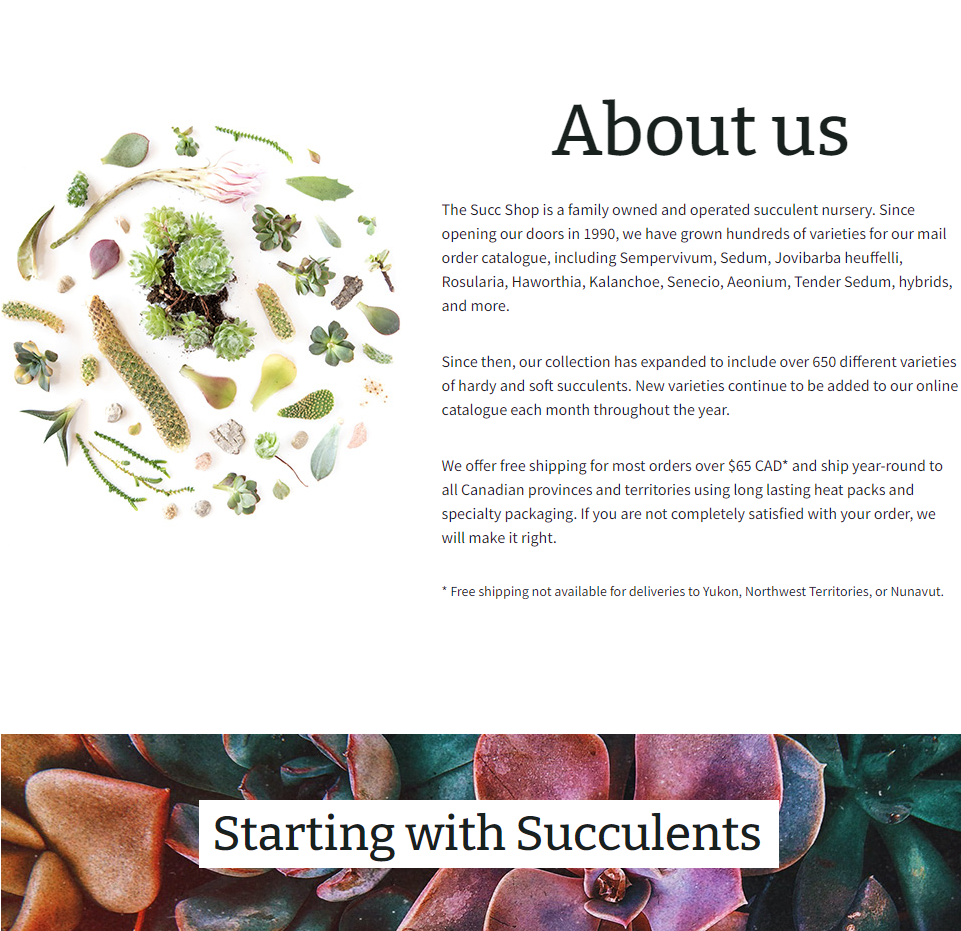 About us
The Succ Shop is a family owned and operated succulent nursery. Since
opening our doors in 1990, we have grown hundreds of varieties for our mail
order catalogue, including Sempervivum, Sedum, Jovibarba heuffelli,
Rosularia, Haworthia, Kalanchoe, Senecio, Aeonium, Tender Sedum, hybrids,
and more.
Since then, our collection has expanded to include over 650 different varieties
of hardy and soft succulents. New varieties continue to be added to our online
catalogue each month throughout the year.
We offer free shipping for most orders over $65 CAD* and ship year-round to
all Canadian provinces and territories using long lasting heat packs and
specialty packaging. If you are not completely satisfied with your order, we
will make it right.
* Free shipping not available for deliveries to Yukon, Northwest Territories, or Nunavut.
Starting with Succulents